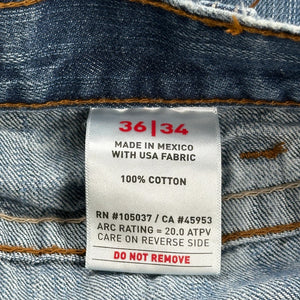 36|34
MADE IN MEXICO
WITH USA FABRIC
100% COTTON
RN #105037 / CA #45953
ARC RATING = 20.0 ATPV
CARE ON REVERSE SIDE
DO NOT REMOVE